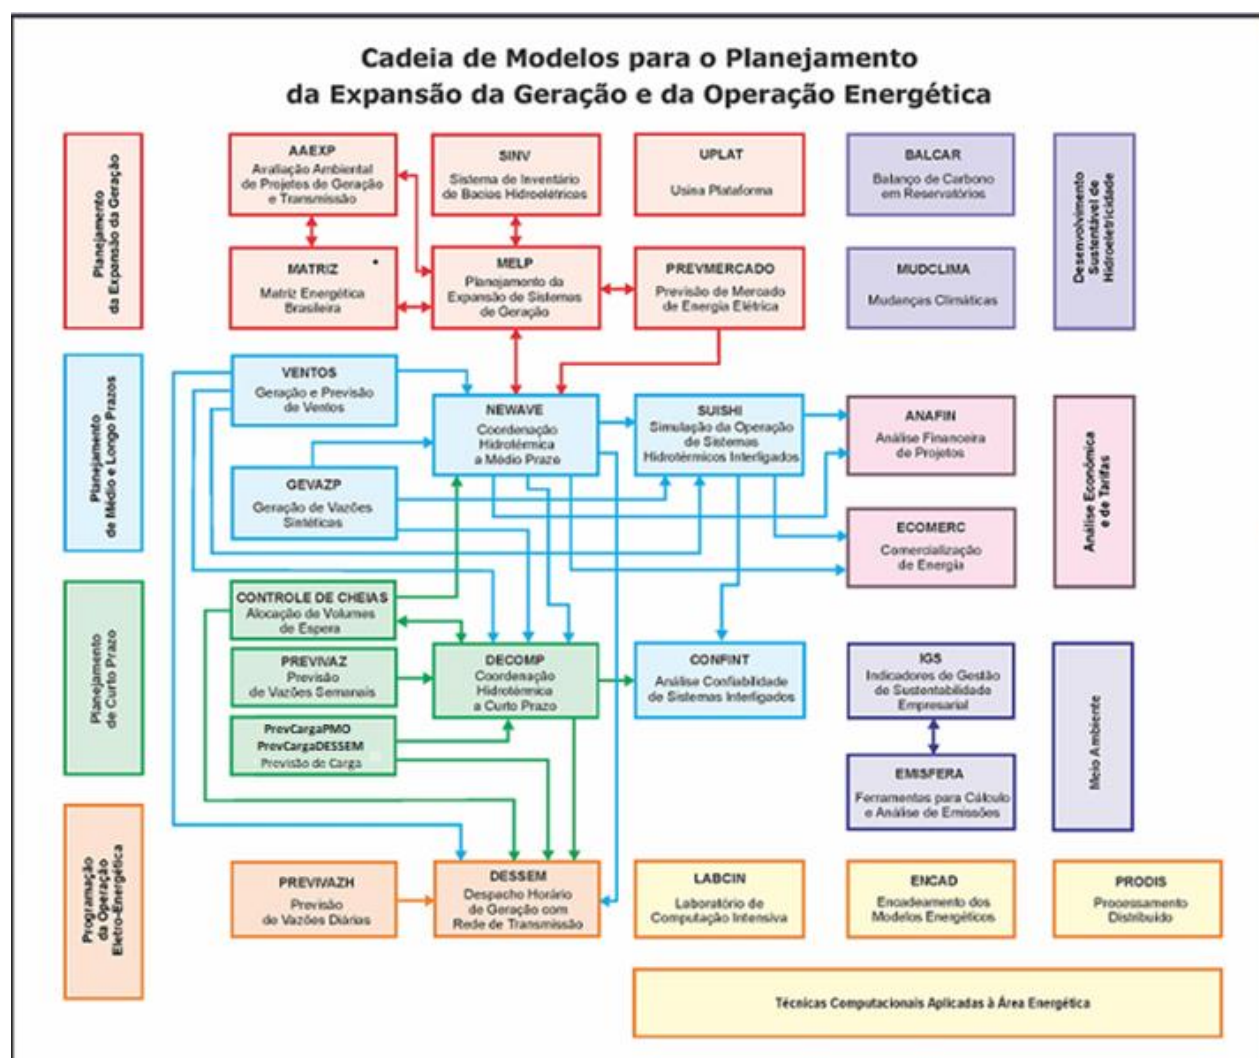 Cadeia de Modelos para o Planejamento
da Expansão da Geração e da Operação Energética
Planejamento
da Expansão da Geração
AAEXP
Avaliação Ambiental
de Projetos de Geração
e Transmissão
SINV
Sistema de Inventário
de Bacias Hidroelétricas
UPLAT
Usina Plataforma
BALCAR
Balanço de Carbono
em Reservatórios
Desenvolvimento
Sustentável de
Hidroeletricidade
MATRIZ
Matriz Energética
Brasileira
MELP
Planejamento da
Expansão de Sistemas
de Geração
PREVMERCADO
Previsão de Mercado
de Energia Elétrica
MUDCLIMA
Mudanças Climáticas
Planejamento
de Médio e Longo Prazos
VENTOS
Geração e Previsão
de Ventos
NEWAVE
Coordenação
Hidrotérmica
a Médio Prazo
SUISHI
Simulação da Operação
de Sistemas
Hidrotérmicos Interligados
ANAFIN
Análise Financeira
de Projetos
Análise Econômica
e de Tarifas
GEVAZP
Geração de Vazões
Sintéticas
ECOMERC
Comercialização
de Energia
Planejamento
de Curto Prazo
CONTROLE DE CHEIAS
Alocação de Volumes
de Espera
PREVIVAZ
Previsão
de Vazões Semanais
DECOMP
Coordenação
Hidrotérmica
a Curto Prazo
CONFINT
Análise Confiabilidade
de Sistemas Interligados
IGS
Indicadores de Gestão
de Sustentabilidade
Empresarial
Meio Ambiente
PrevCargaPMO
PrevCargaDESSEM
Previsão de Carga
EMISFERA
Ferramentas para Cálculo
e Análise de Emissões
Programação
da Operação
Eletro-Energética
PREVIVAZH
Previsão
de Vazões Diárias
DESSEM
Despacho Horário
de Geração com
Rede de Transmissão
LABCIN
Laboratório de
Computação Intensiva
ENCAD
Encadeamento dos
Modelos Energéticos
PRODIS
Processamento
Distribuído
Técnicas Computacionais Aplicadas à Área Energética